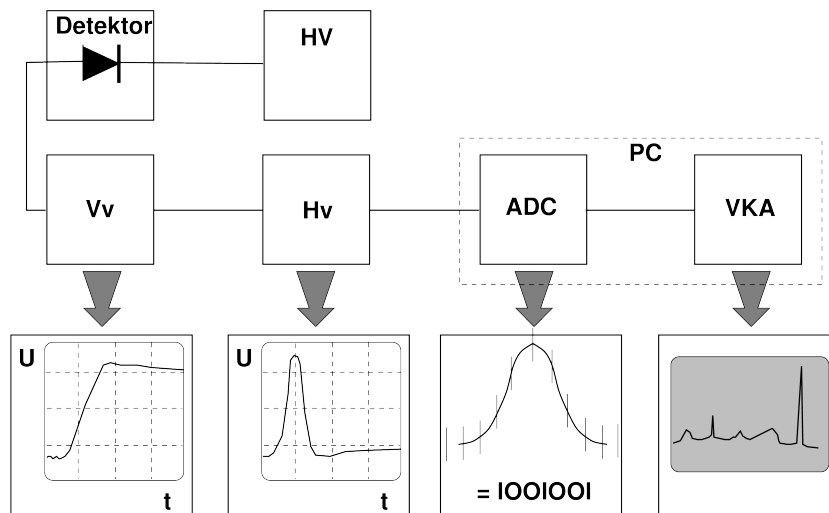 Detektor
HV
PC
Vv
Hv
ADC
VKA
U
t
U
t
= IOOIOOI